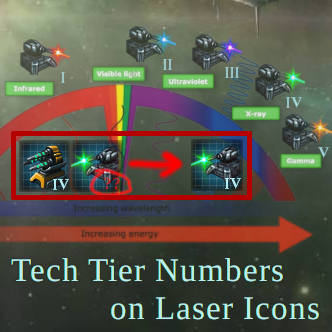 I
II
III
IV
V
Infrared
Visible light
Ultraviolet
X-ray
Gamma
IV
IV
Increasing wavelength
Increasing energy
Tech Tier Numbers
on Laser Icons